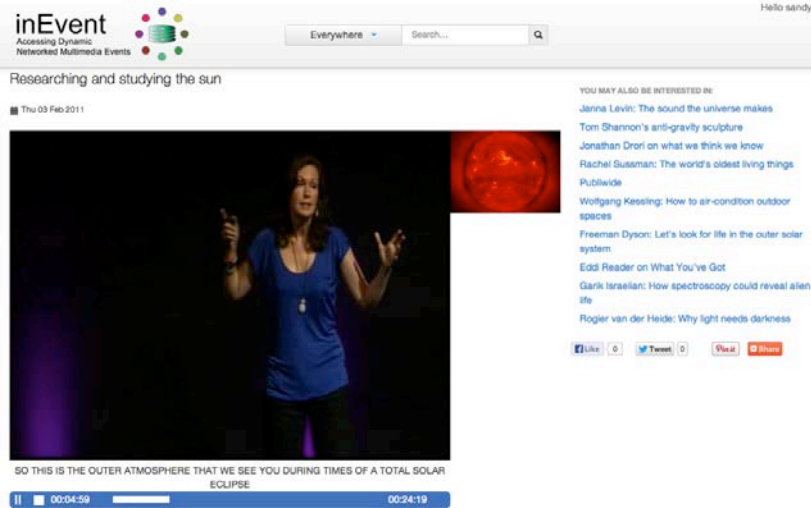 Hello sandy
inEvent
Accessing Dynamic
Networked Multimedia Events
Everywhere
Search...
Researching and studying the sun
Thu 03 Feb 2011
YOU MAY ALSO BE INTERESTED IN:
Janna Levin: The sound the universe makes
Tom Shannon's anti-gravity sculpture
Jonathan Drori on what we think we know
Rachel Sussman: The world's oldest living things
Publiwide
Wolfgang Kessling: How to air-condition outdoor
spaces
Freeman Dyson: Let's look for life in the outer solar
system
Eddi Reader on What You've Got
Garik Israelian: How spectroscopy could reveal alien
life
Rogier van der Heide: Why light needs darkness
Like 0 Tweet 0 Pin it Share
SO THIS IS THE OUTER ATMOSPHERE THAT WE SEE YOU DURING TIMES OF A TOTAL SOLAR
ECLIPSE
00:04:59 00:24:19